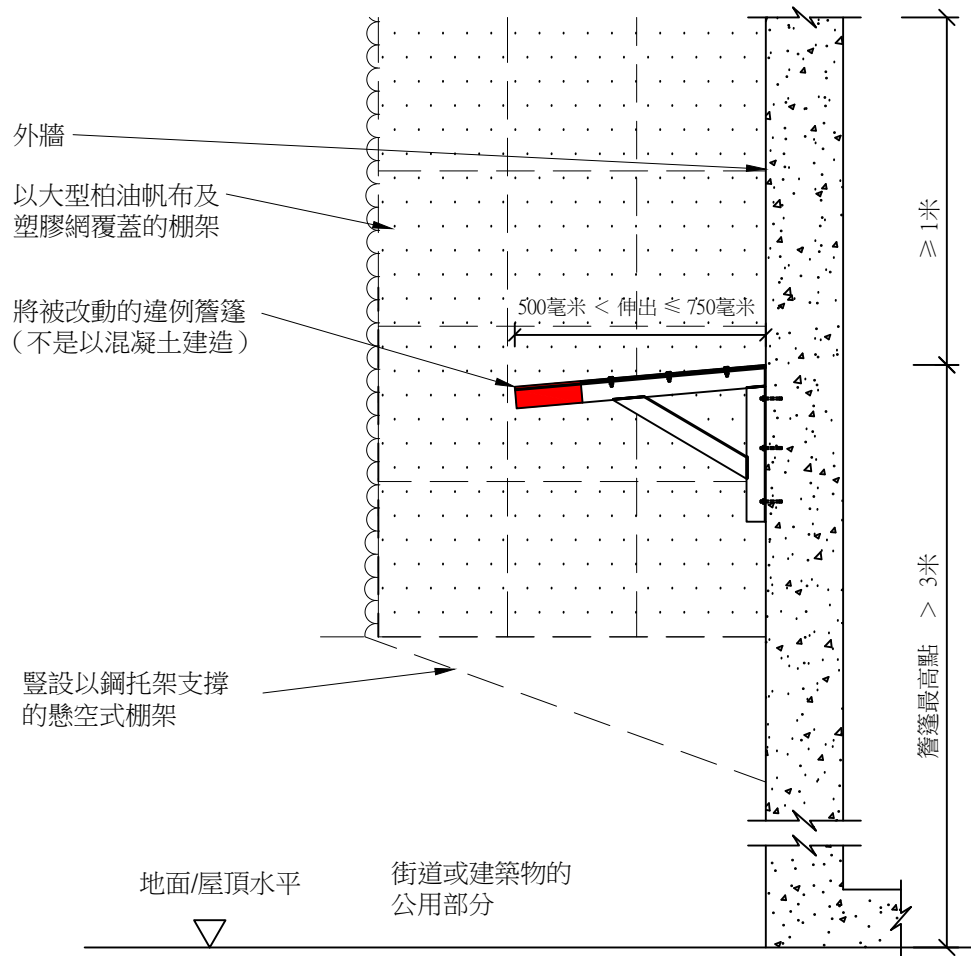 外牆
以大型柏油帆布及
塑膠網覆蓋的棚架
將被改動的違例簷篷
（不是以混凝土建造）
500毫米 < 伸出 ≤ 750毫米
≥ 1米
簷篷最高點 > 3米
豎設以鋼托架支撐
的懸空式棚架
地面/屋頂水平
街道或建築物的
公用部分